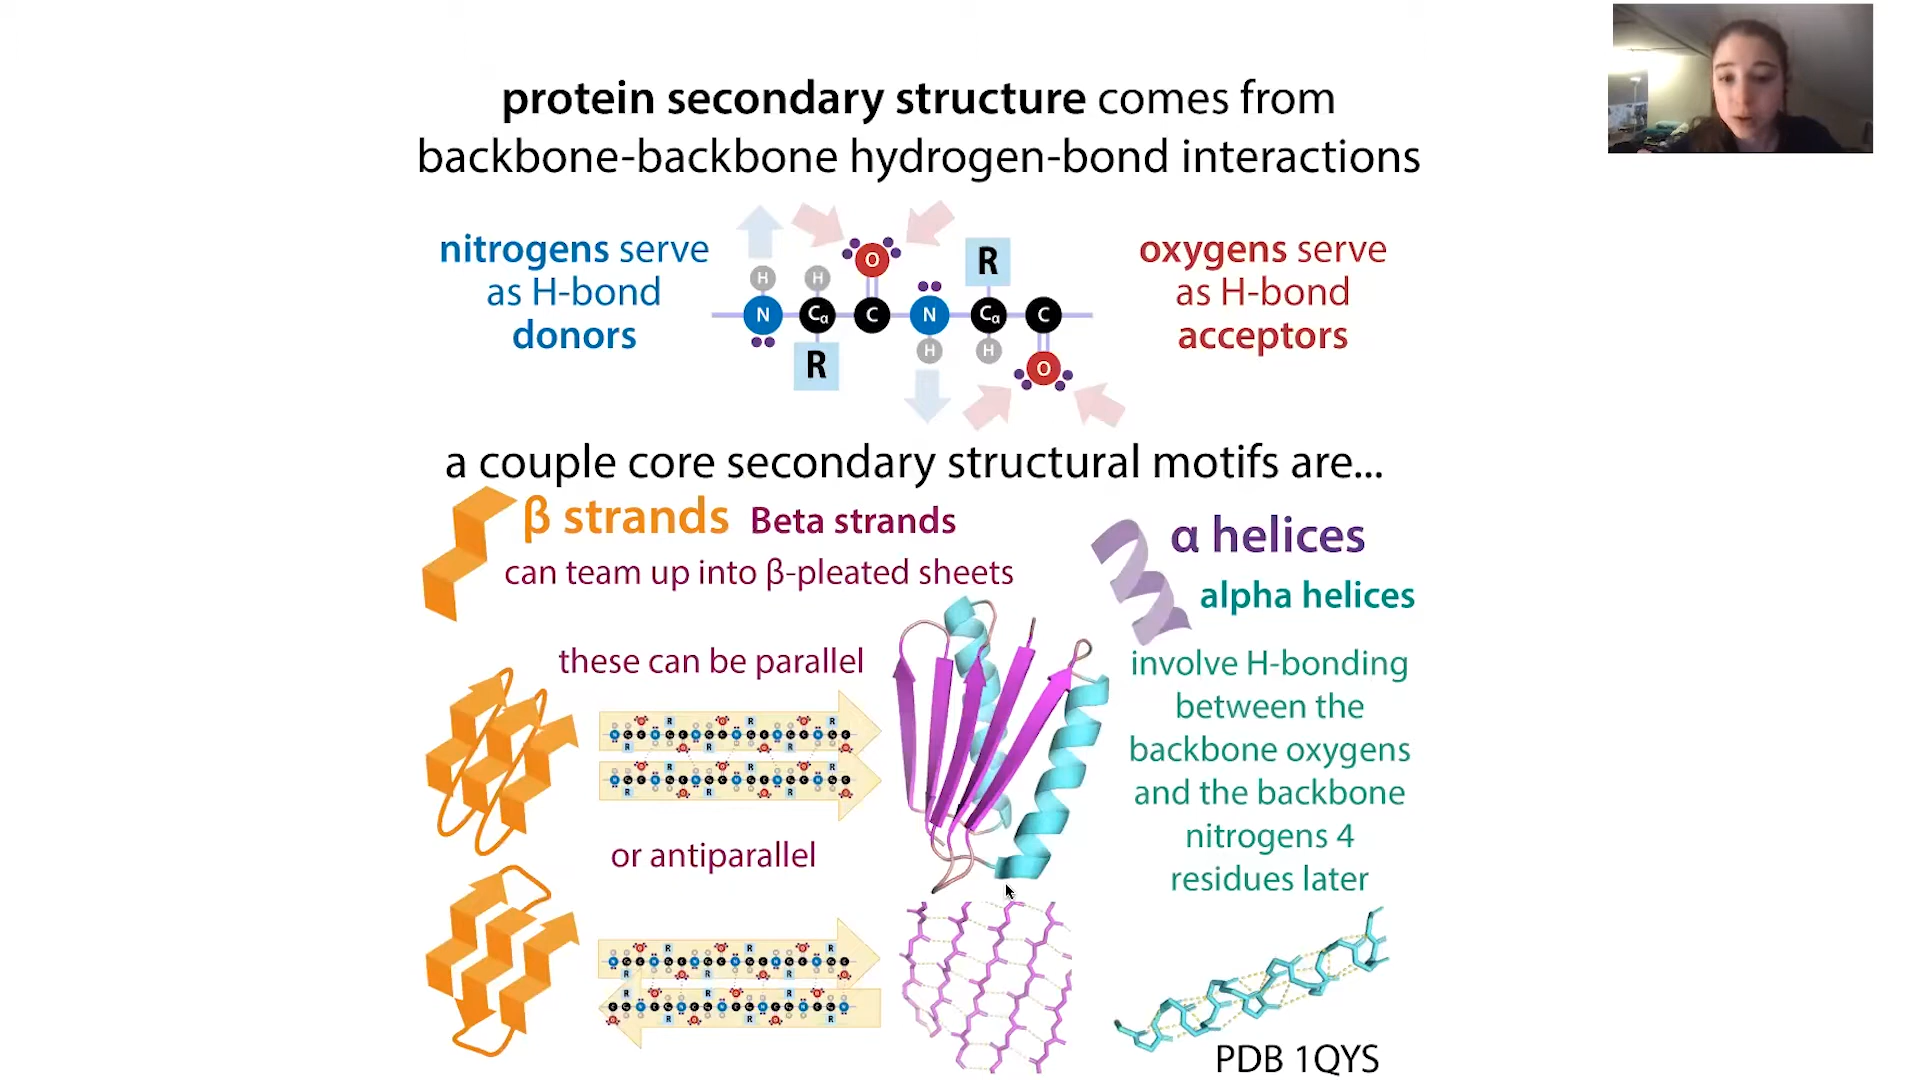 protein secondary structure comes from
backbone-backbone hydrogen-bond interactions
nitrogens serve
as H-bond
donors
H H O R
N Cα C N Cα C
R H H O
oxygens serve
as H-bond
acceptors
a couple core secondary structural motifs are...
β strands Beta strands
can team up into β-pleated sheets
these can be parallel
or antiparallel
α helices
alpha helices
involve H-bonding
between the
backbone oxygens
and the backbone
nitrogens 4
residues later
PDB 1QYS